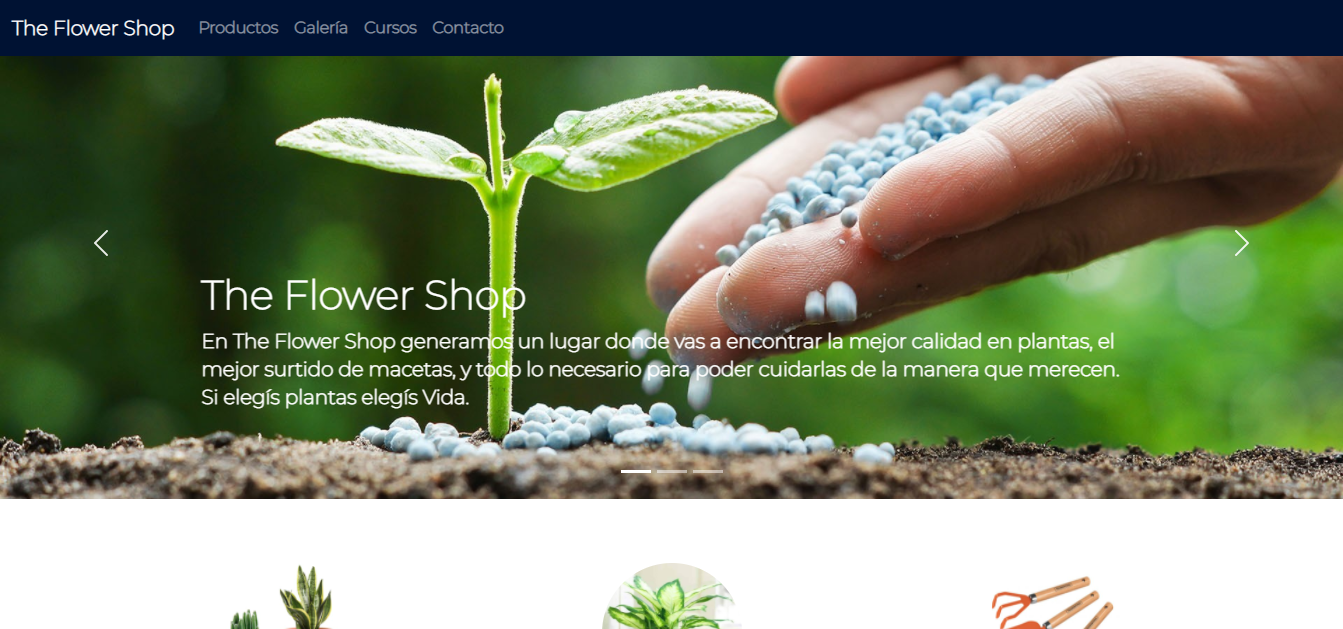 The Flower Shop Productos Galería Cursos Contacto
The Flower Shop
En The Flower Shop generamos un lugar donde vas a encontrar la mejor calidad en plantas, el
mejor surtido de macetas, y todo lo necesario para poder cuidarlas de la manera que merecen.
Si elegís plantas elegís Vida.